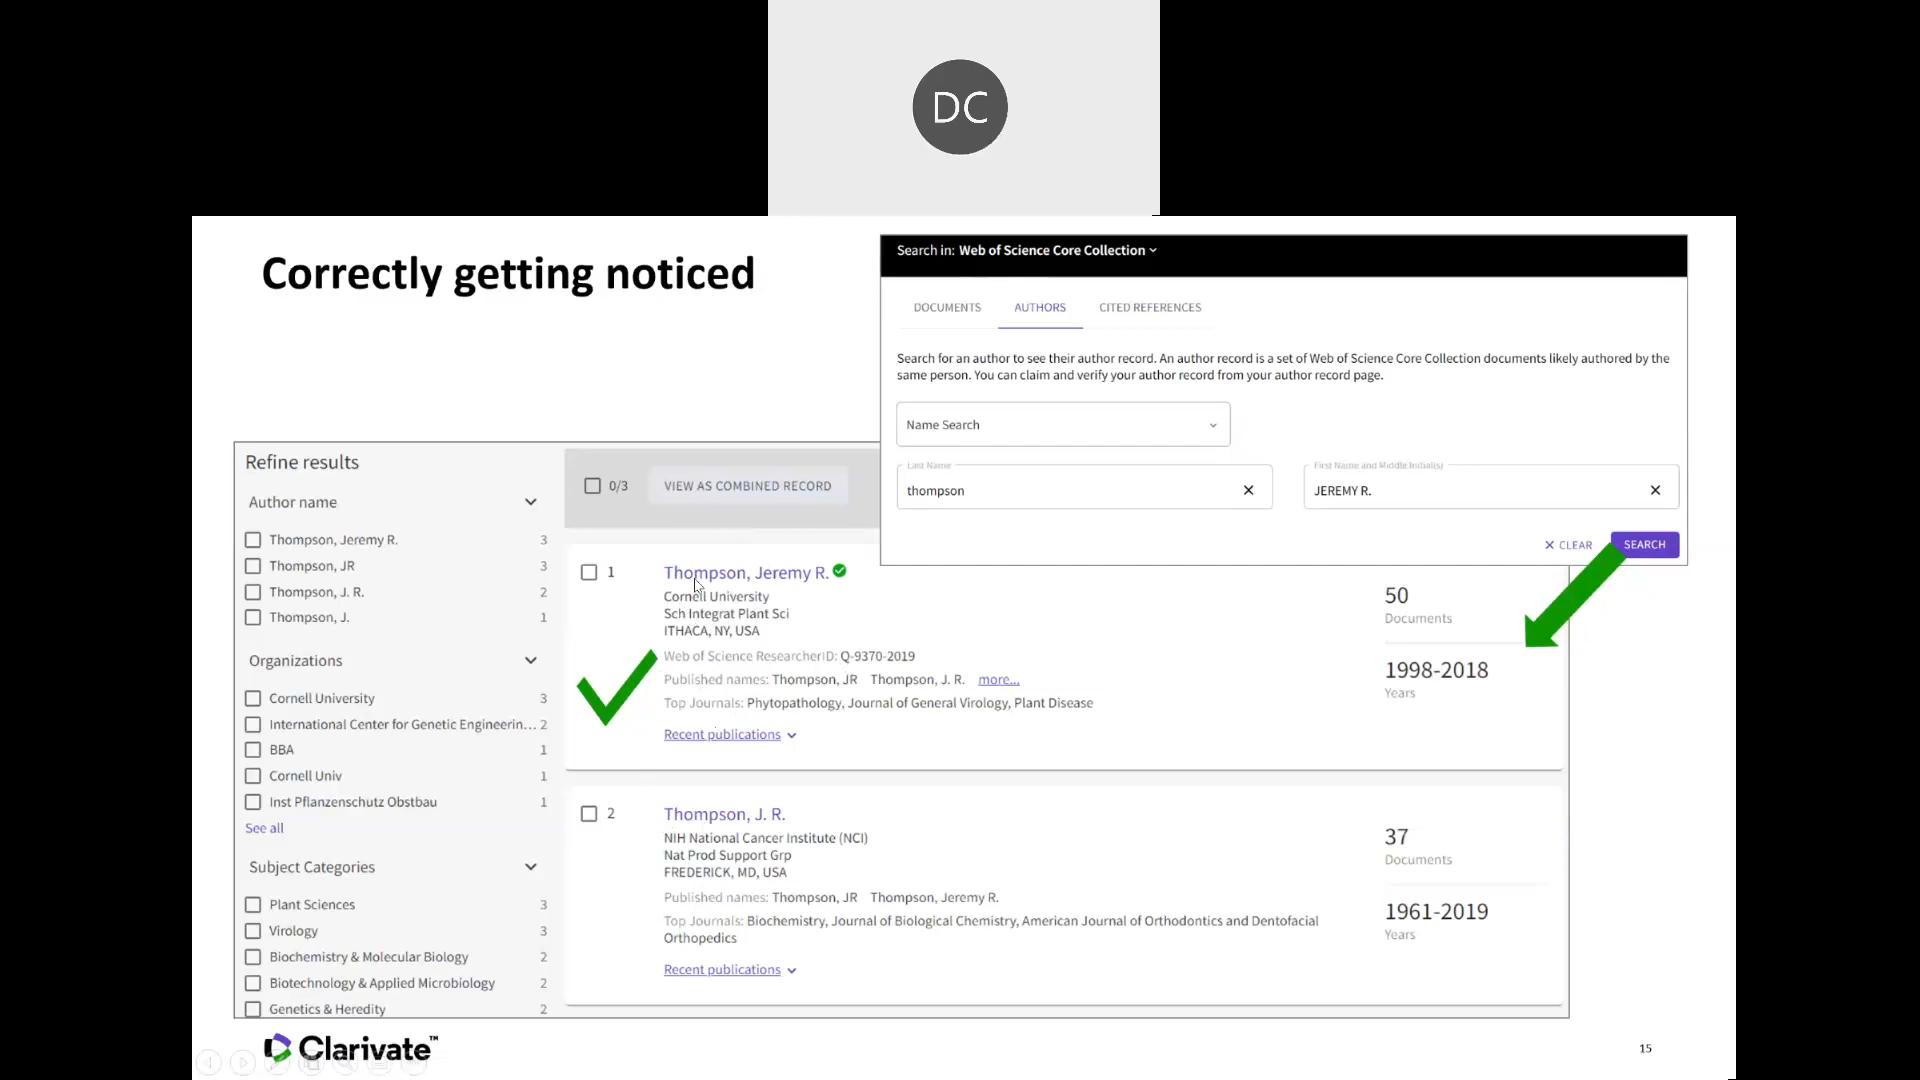 DC
Correctly getting noticed
Search in: Web of Science Core Collection
DOCUMENTS AUTHORS CITED REFERENCES
Search for an author to see their author record. An author record is a set of Web of Science Core Collection documents likely authored by the
same person. You can claim and verify your author record from your author record page.
Name Search
Last Name
thompson
First Name and Middle Initial(s)
JEREMY R.
CLEAR
SEARCH
Refine results
Author name
Thompson, Jeremy R. 3
Thompson, JR 3
Thompson, J. R. 2
Thompson, J. 1
Organizations
Cornell University 3
International Center for Genetic Engineerin... 2
BBA 1
Cornell Univ 1
Inst Pflanzenschutz Obstbau 1
See all
Subject Categories
Plant Sciences 3
Virology 3
Biochemistry & Molecular Biology 2
Biotechnology & Applied Microbiology 2
Genetics & Heredity 2
0/3 VIEW AS COMBINED RECORD
1 Thompson, Jeremy R.
Cornell University
Sch Integrat Plant Sci
ITHACA, NY, USA
Web of Science ResearcherID: Q-9370-2019
Published names: Thompson, JR Thompson, J. R. more...
Top Journals: Phytopathology, Journal of General Virology, Plant Disease
Recent publications
50
Documents
1998-2018
Years
2 Thompson, J. R.
NIH National Cancer Institute (NCI)
Nat Prod Support Grp
FREDERICK, MD, USA
Published names: Thompson, JR Thompson, Jeremy R.
Top Journals: Biochemistry, Journal of Biological Chemistry, American Journal of Orthodontics and Dentofacial
Orthopedics
Recent publications
37
Documents
1961-2019
Years
Clarivate™
15